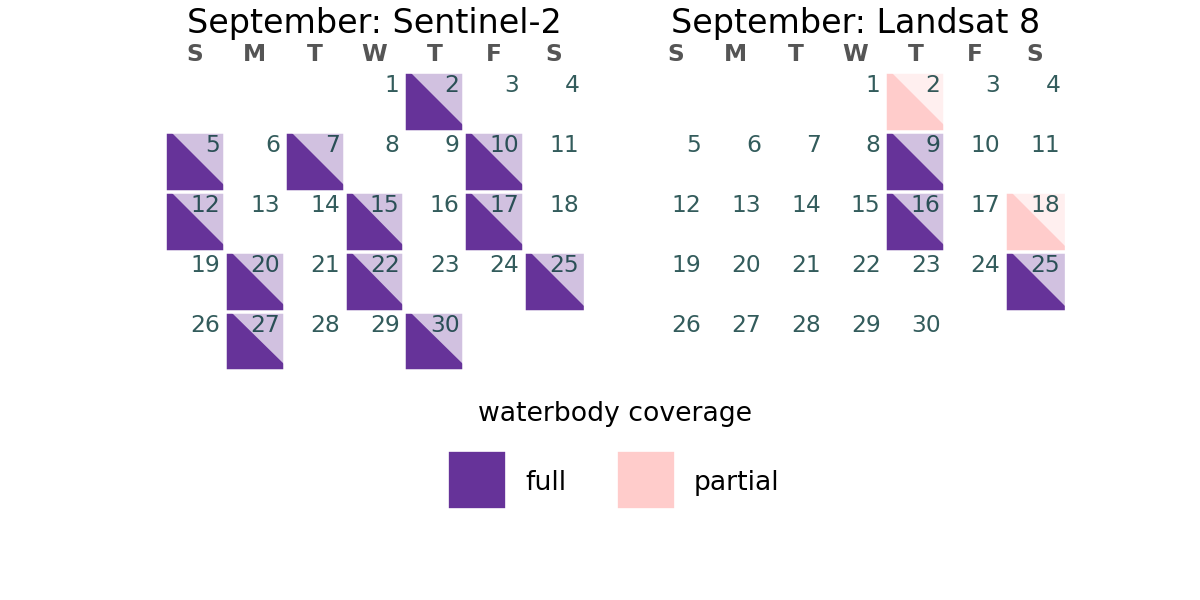 September: Sentinel-2
S M T W T F S
1 2 3 4
5 6 7 8 9 10 11
12 13 14 15 16 17 18
19 20 21 22 23 24 25
26 27 28 29 30
September: Landsat 8
S M T W T F S
1 2 3 4
5 6 7 8 9 10 11
12 13 14 15 16 17 18
19 20 21 22 23 24 25
26 27 28 29 30
waterbody coverage
full partial